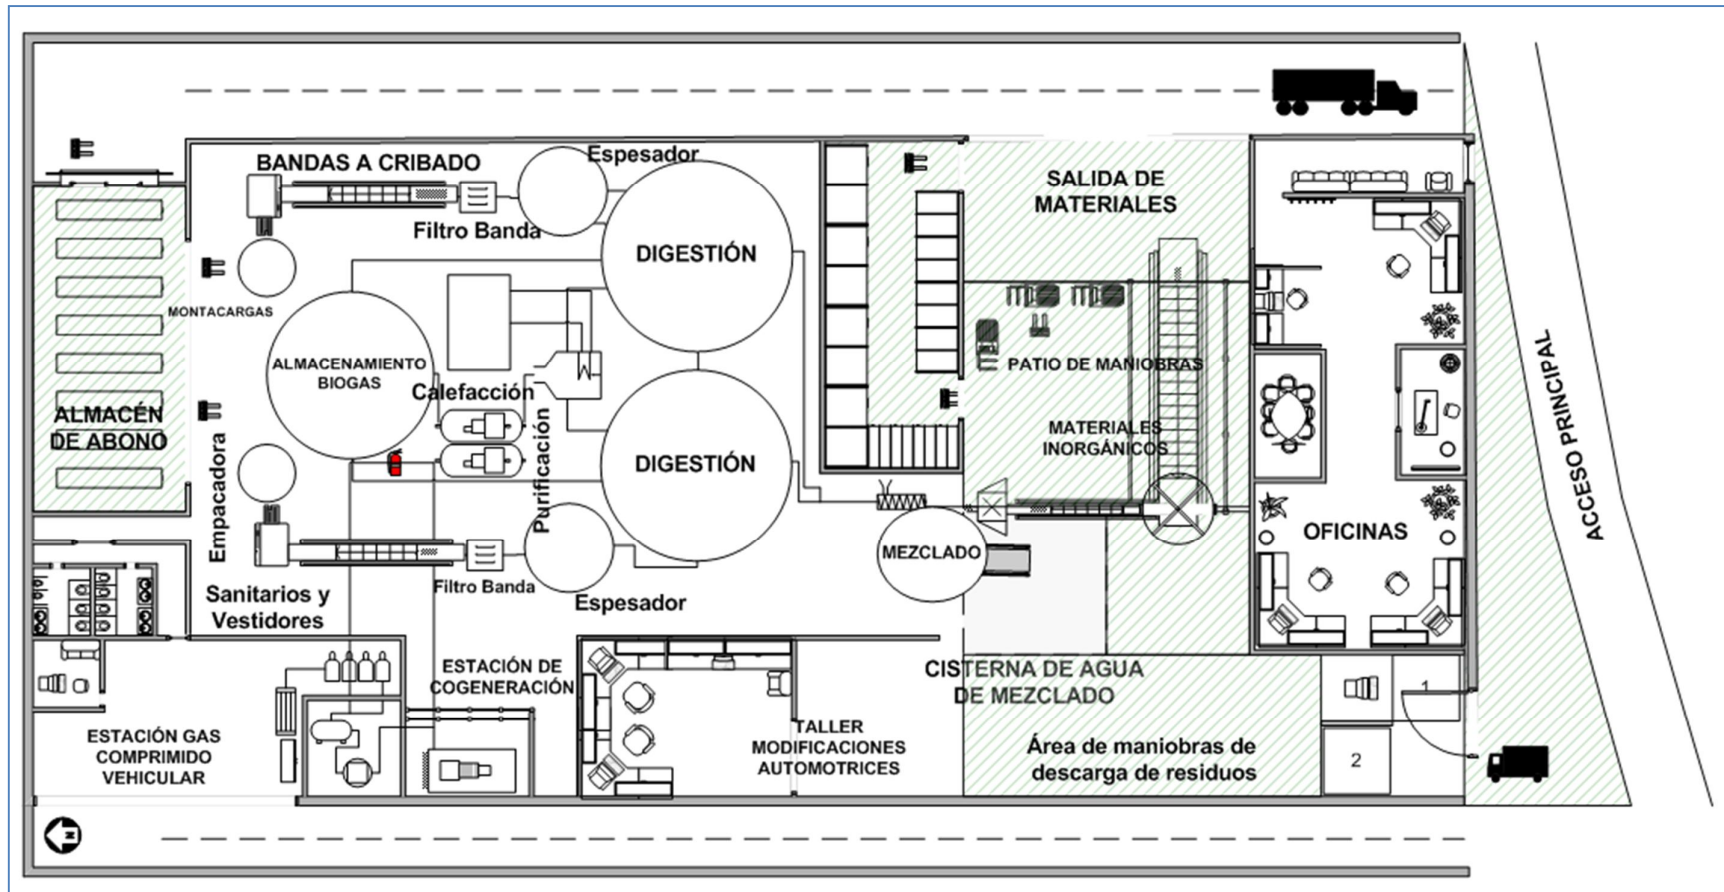 BANDAS A CRIBADO
Espesador
Filtro Banda
DIGESTIÓN
SALIDA DE
MATERIALES
MONTACARGAS
ALMACENAMIENTO
BIOGAS
Calefacción
PATIO DE MANIOBRAS
ACCESO PRINCIPAL
ALMACÉN
DE ABONO
Empacadora
Purificación
DIGESTIÓN
MATERIALES
INORGÁNICOS
OFICINAS
MEZCLADO
Filtro Banda
Espesador
Sanitarios y
Vestidores
ESTACIÓN DE
COGENERACIÓN
CISTERNA DE AGUA
DE MEZCLADO
1
ESTACIÓN GAS
COMPRIMIDO
VEHICULAR
TALLER
MODIFICACIONES
AUTOMOTRICES
Área de maniobras de
descarga de residuos
2